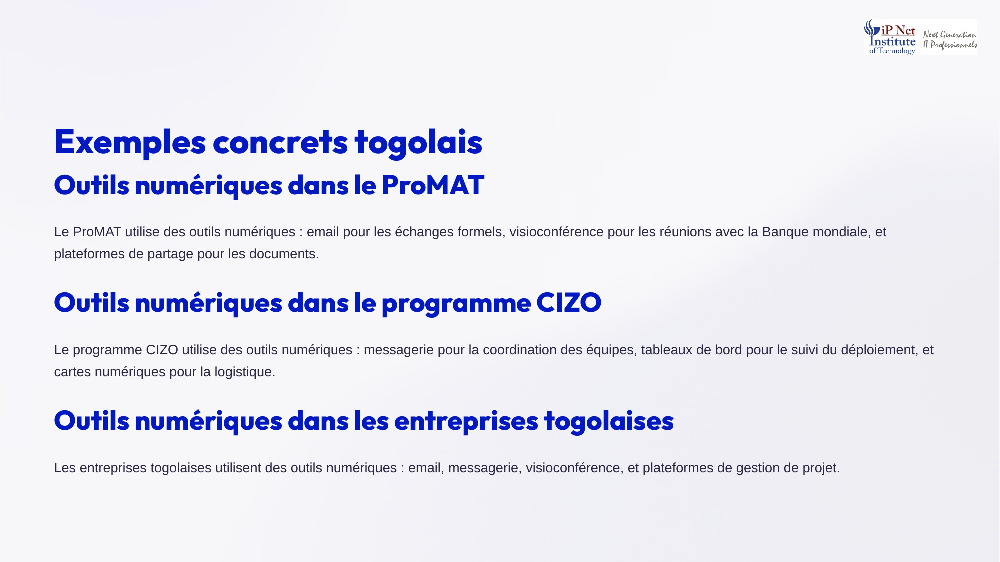 iP Net
Institute
of Technology
Next Generation
IT Professionnels
Exemples concrets togolais
Outils numériques dans le ProMAT
Le ProMAT utilise des outils numériques : email pour les échanges formels, visioconférence pour les réunions avec la Banque mondiale, et
plateformes de partage pour les documents.
Outils numériques dans le programme CIZO
Le programme CIZO utilise des outils numériques : messagerie pour la coordination des équipes, tableaux de bord pour le suivi du déploiement, et
cartes numériques pour la logistique.
Outils numériques dans les entreprises togolaises
Les entreprises togolaises utilisent des outils numériques : email, messagerie, visioconférence, et plateformes de gestion de projet.